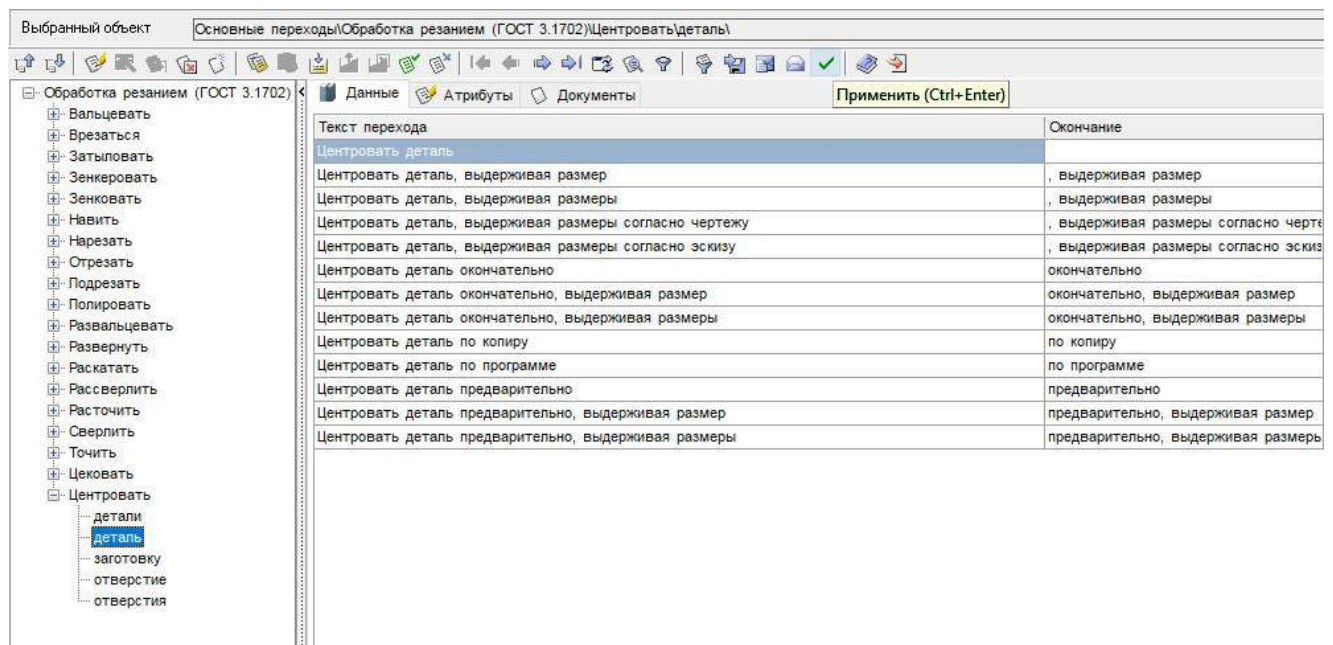 Выбранный объект
Основные переходы\Обработка резанием (ГОСТ 3.1702)\Центровать\деталь\
Применить (Ctrl+Enter)
Обработка резанием (ГОСТ 3.1702)
Вальцевать
Врезаться
Затыловать
Зенкеровать
Зенковать
Навить
Нарезать
Отрезать
Подрезать
Полировать
Развальцевать
Развернуть
Раскатать
Рассверлить
Расточить
Сверлить
Точить
Цековать
Центровать
детали
деталь
заготовку
отверстие
отверстия
Данные Атрибуты Документы
Текст перехода Окончание
Центровать деталь
Центровать деталь, выдерживая размер , выдерживая размер
Центровать деталь, выдерживая размеры , выдерживая размеры
Центровать деталь, выдерживая размеры согласно чертежу , выдерживая размеры согласно черте
Центровать деталь, выдерживая размеры согласно эскизу , выдерживая размеры согласно эскиз
Центровать деталь окончательно окончательно
Центровать деталь окончательно, выдерживая размер окончательно, выдерживая размер
Центровать деталь окончательно, выдерживая размеры окончательно, выдерживая размеры
Центровать деталь по копиру по копиру
Центровать деталь по программе по программе
Центровать деталь предварительно предварительно
Центровать деталь предварительно, выдерживая размер предварительно, выдерживая размер
Центровать деталь предварительно, выдерживая размеры предварительно, выдерживая размеры